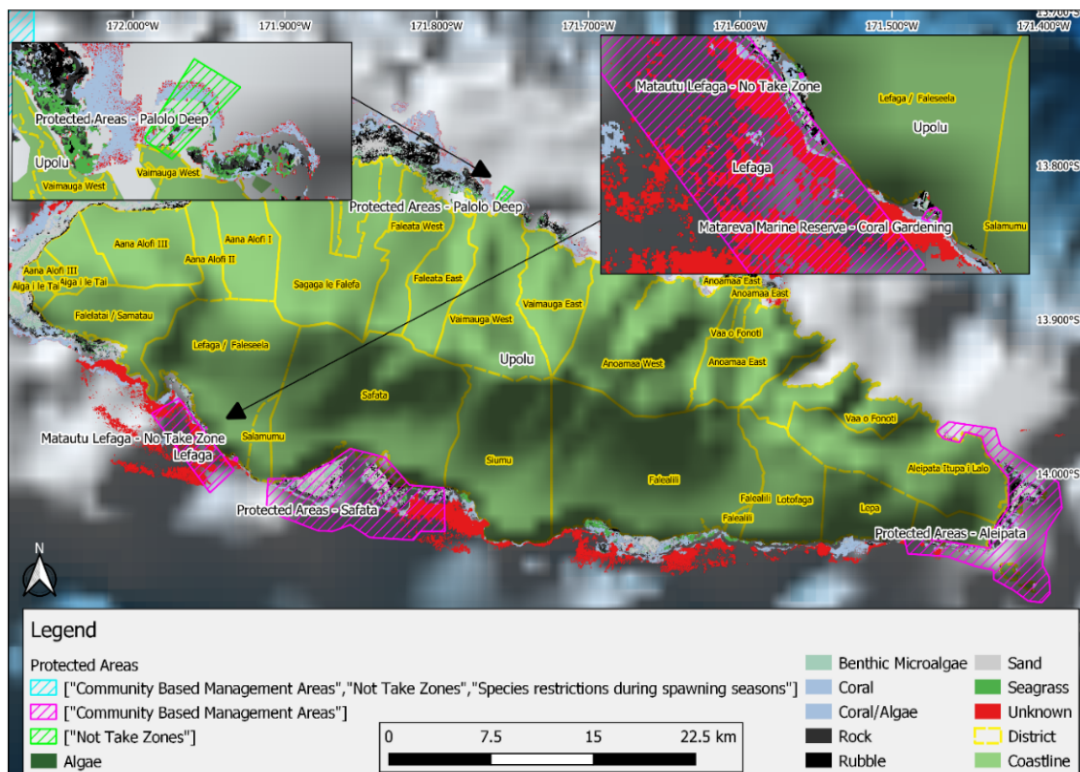 172.000°W
171.900°W
171.800°W
171.700°W
171.600°W
171.500°W
171.400°W
13.700°S
Protected Areas - Palolo Deep
Upolu
Vaimauga West
Vaimauga West
Matautu Lefaga - No Take Zone
Lefaga / Faleseela
Upolu
Lefaga
Matareva Marine Reserve - Coral Gardening
Salamumu
13.800°S
Protected Areas - Palolo Deep
Aana Alofi III
Aana Alofi I
Faleata West
Aana Alofi II
Aana Alofi III
Aiga i le Tai
Aiga i le Tai
Sagaga le Falefa
Faleata East
Anoamaa East
Anoamaa East
Vaimauga East
Falelatai / Samatau
Vaimauga West
13.900°S
Vaa o Fonoti
Lefaga / Faleseela
Upolu
Anoamaa West
Anoamaa East
Safata
Vaa o Fonoti
Matautu Lefaga - No Take Zone
Lefaga
Salamumu
Siumu
Aleipata Itupa i Lalo
14.000°S
Falealili
Protected Areas - Safata
Falealili
Lotofaga
Lepa
Falealili
Protected Areas - Aleipata
N
Legend
Protected Areas
["Community Based Management Areas","Not Take Zones","Species restrictions during spawning seasons"]
["Community Based Management Areas"]
["Not Take Zones"]
Algae
0 7.5 15 22.5 km
Benthic Microalgae
Coral
Coral/Algae
Rock
Rubble
Sand
Seagrass
Unknown
District
Coastline